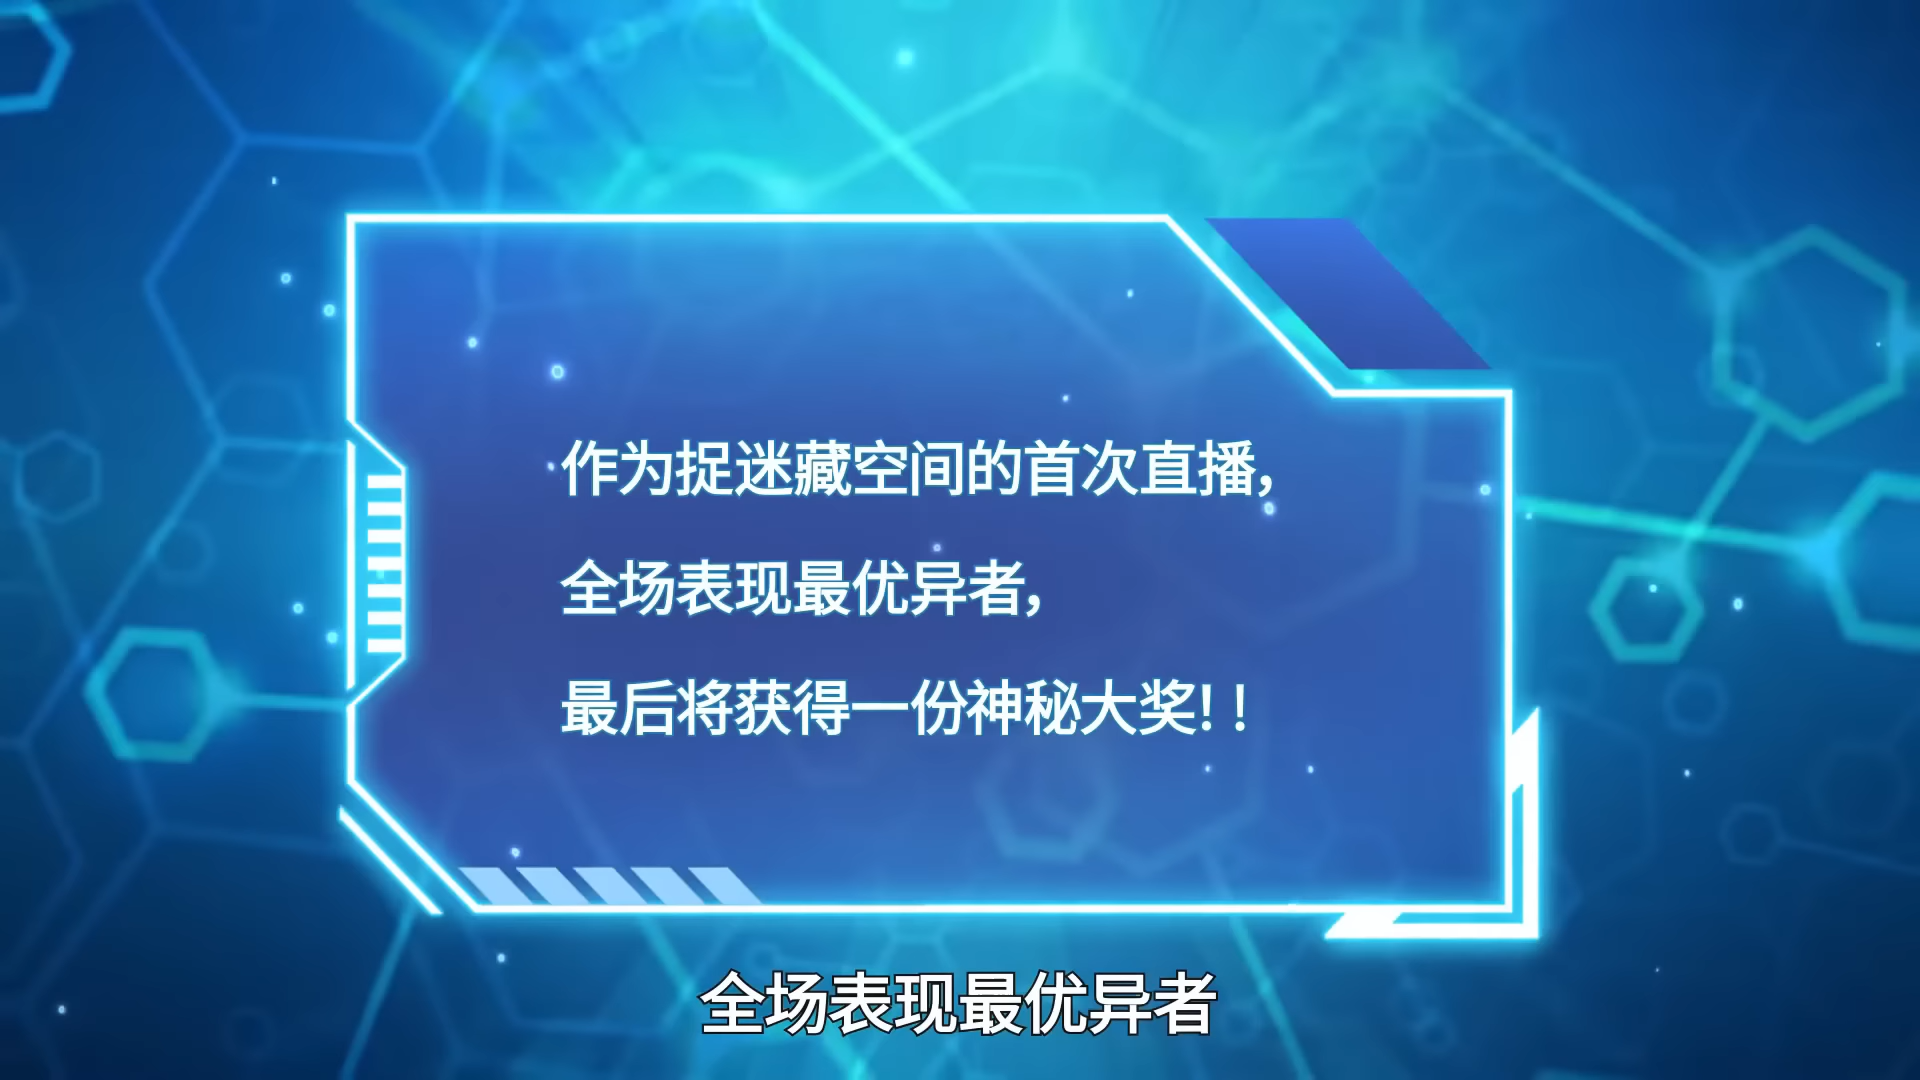 作为捉迷藏空间的首次直播,
全场表现最优异者,
最后将获得一份神秘大奖! !
全场表现最优异者